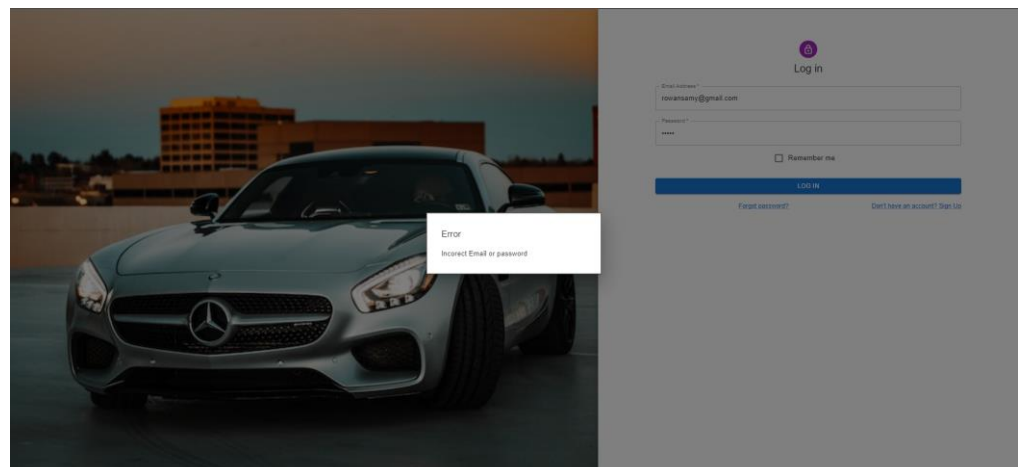 Log in
Email Address *
rowansamy@gmail.com
Password *
•••••
Remember me
LOG IN
Forgot password?
Don't have an account? Sign Up
Error
Incorect Email or password